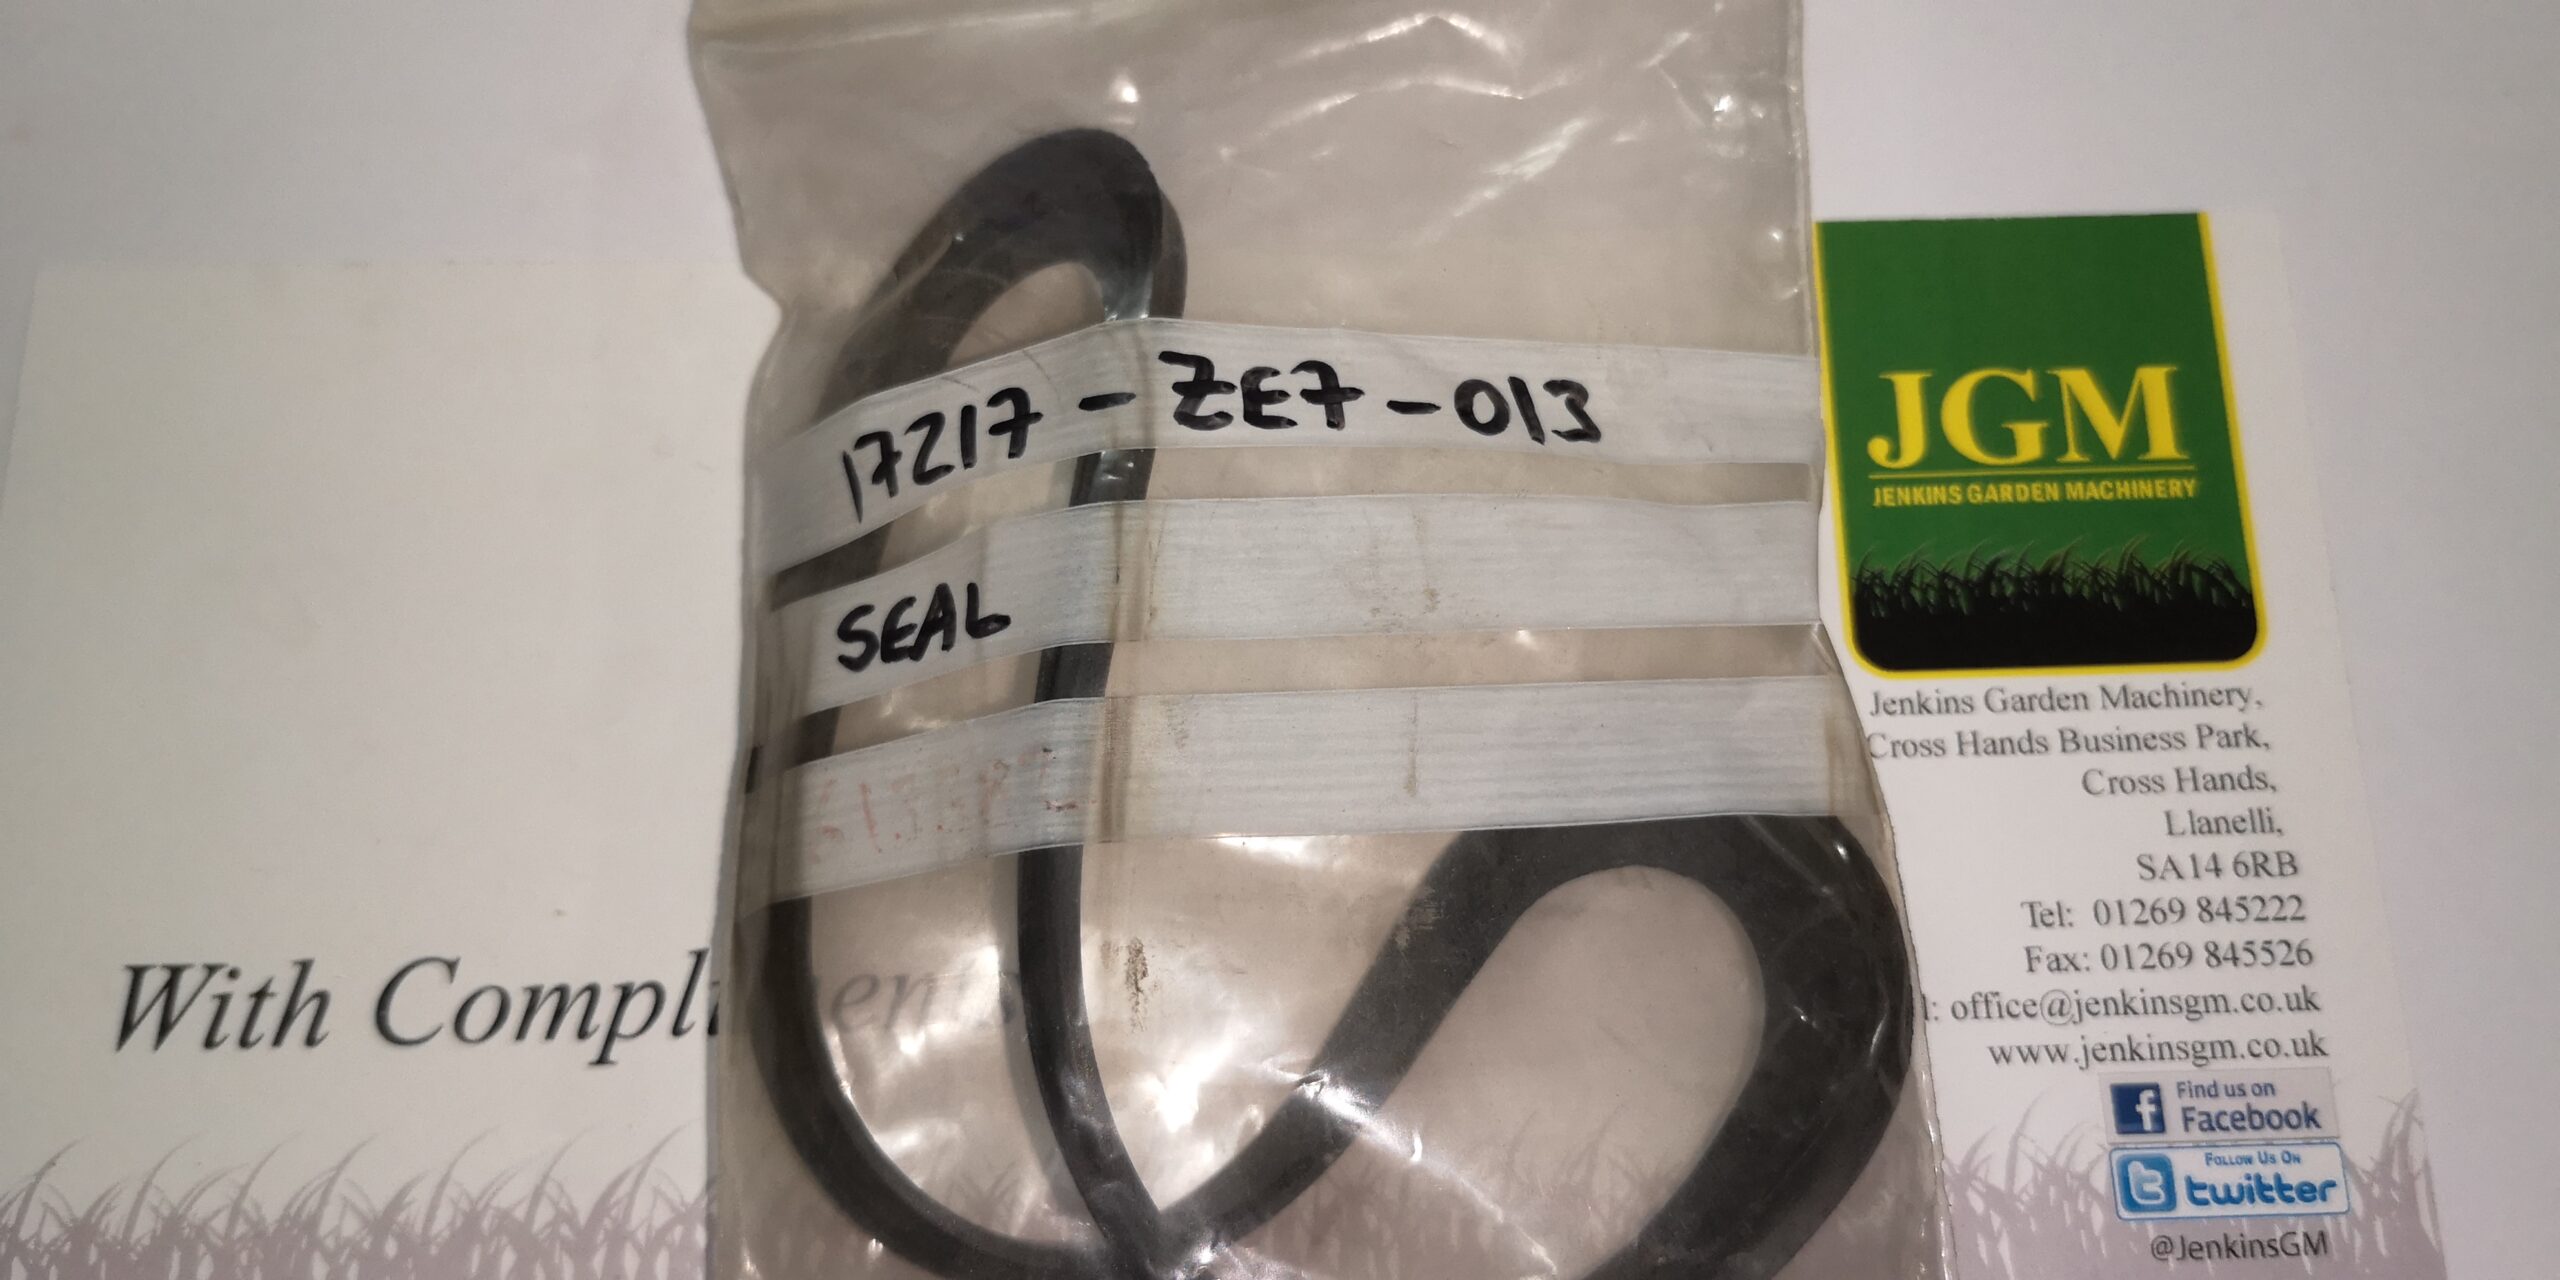 17217-ZE7-013
SEAL
With Compliments
JGM
JENKINS GARDEN MACHINERY
Jenkins Garden Machinery,
Cross Hands Business Park,
Cross Hands,
Llanelli,
SA14 6RB
Tel: 01269 845222
Fax: 01269 845526
l: office@jenkinsgm.co.uk
www.jenkinsgm.co.uk
f
Find us on
Facebook
FOLLOW US ON
t twitter
@JenkinsGM